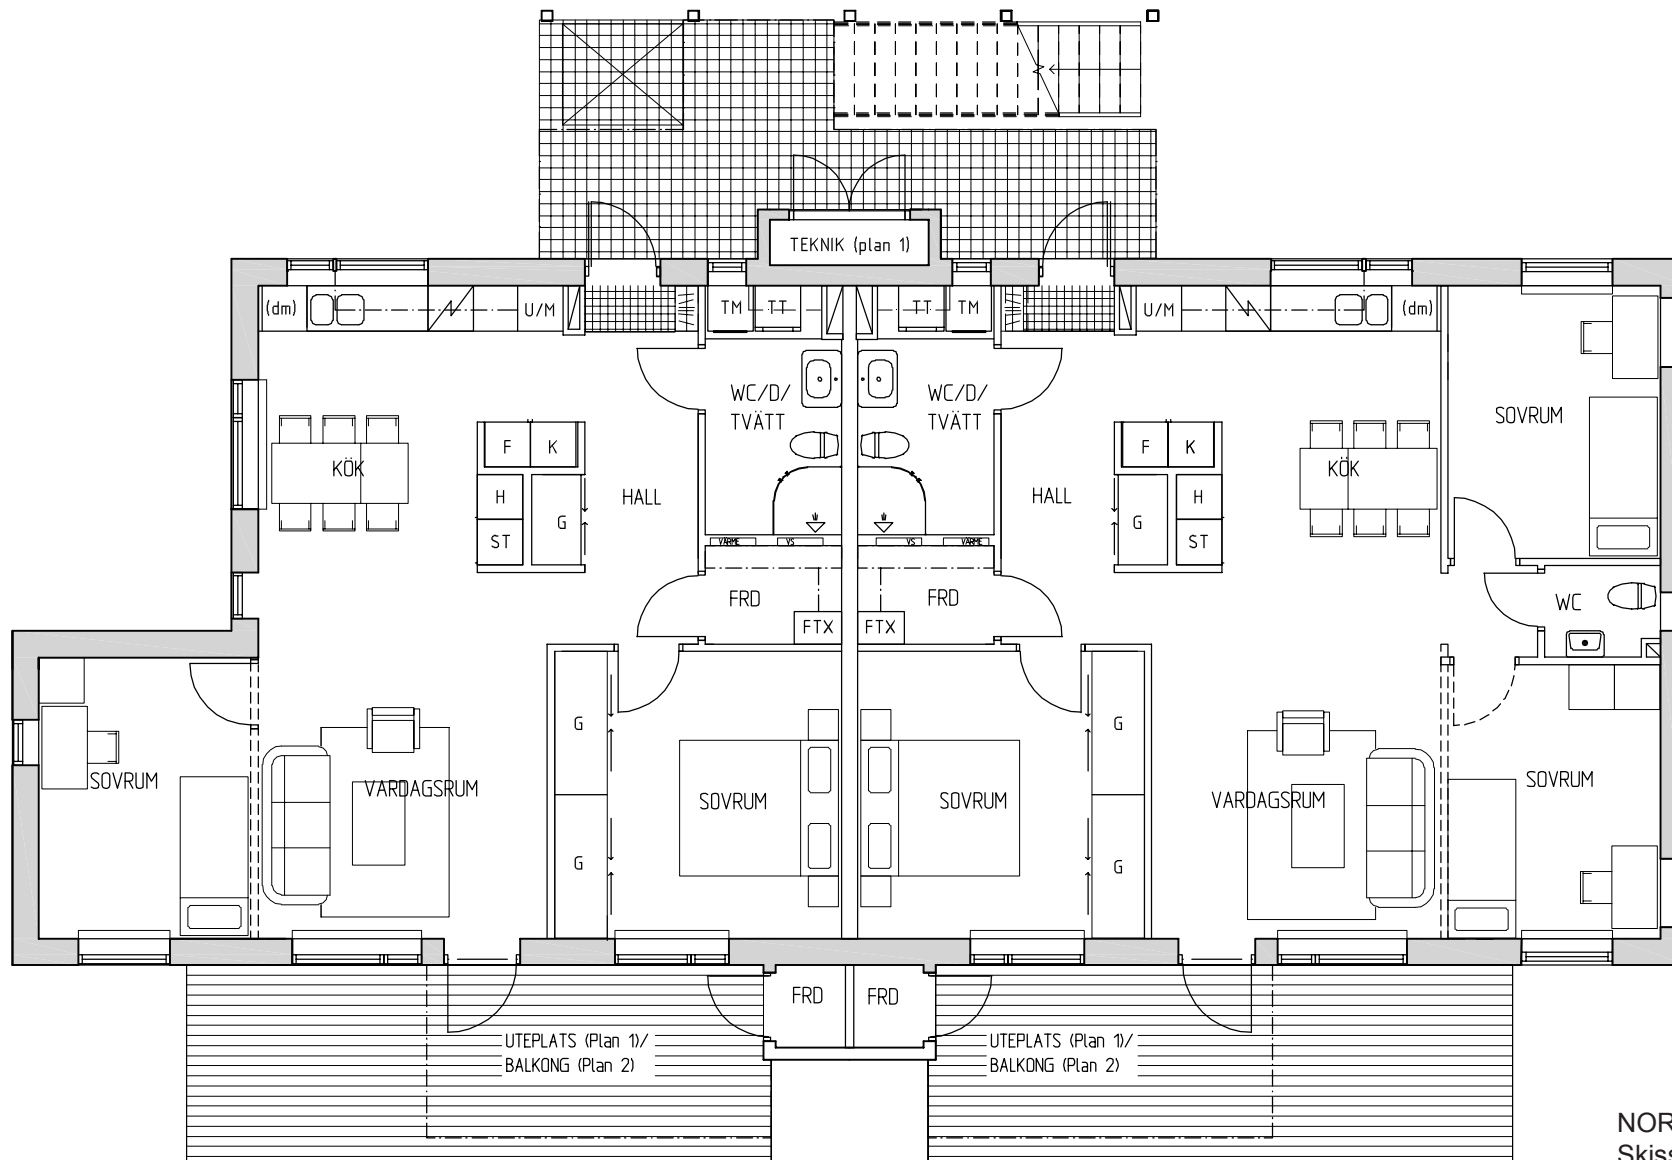 TEKNIK (plan 1)
(dm)
U/M
TM
TT
TT
TM
U/M
(dm)
WC/D/
TVÄTT
WC/D/
TVÄTT
SOVRUM
F
K
F
K
KÖK
KÖK
H
H
HALL
HALL
G
G
ST
ST
VÄRME
VS
VS
VÄRME
FRD
FRD
WC
FTX
FTX
G
G
SOVRUM
VARDAGSRUM
SOVRUM
SOVRUM
VARDAGSRUM
SOVRUM
G
G
FRD
FRD
UTEPLATS (Plan 1)/
BALKONG (Plan 2)
UTEPLATS (Plan 1)/
BALKONG (Plan 2)
NOR
Skiss